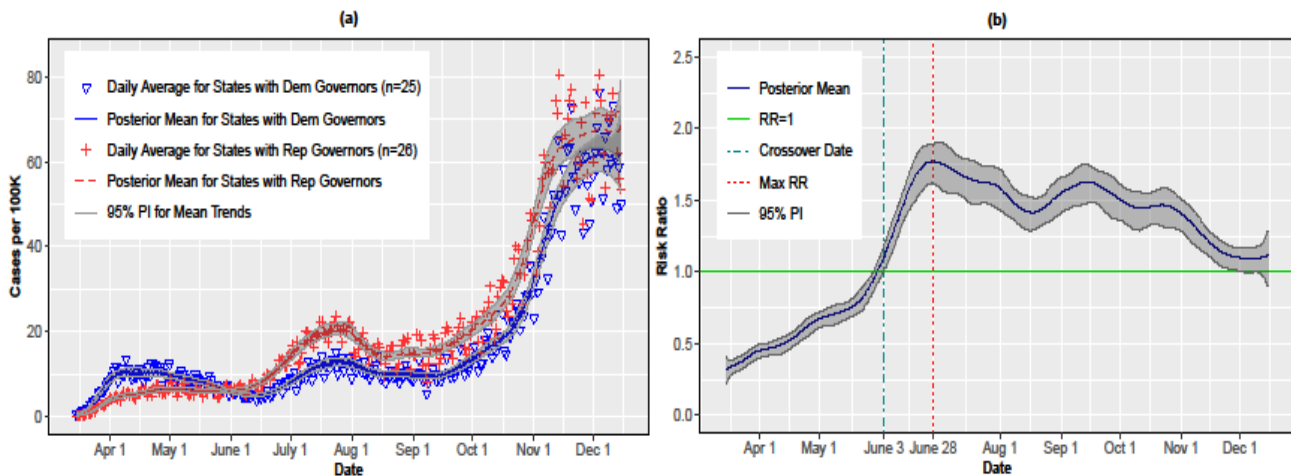 (a)
80
60
40
20
0
Cases per 100K
Daily Average for States with Dem Governors (n=25)
Posterior Mean for States with Dem Governors
Daily Average for States with Rep Governors (n=26)
Posterior Mean for States with Rep Governors
95% PI for Mean Trends
Apr 1 May 1 June 1 July 1 Aug 1 Sep 1 Oct 1 Nov 1 Dec 1
Date
(b)
2.5
2.0
1.5
1.0
0.5
0.0
Risk Ratio
Posterior Mean
RR=1
Crossover Date
Max RR
95% PI
Apr 1 May 1 June 3 June 28 Aug 1 Sep 1 Oct 1 Nov 1 Dec 1
Date